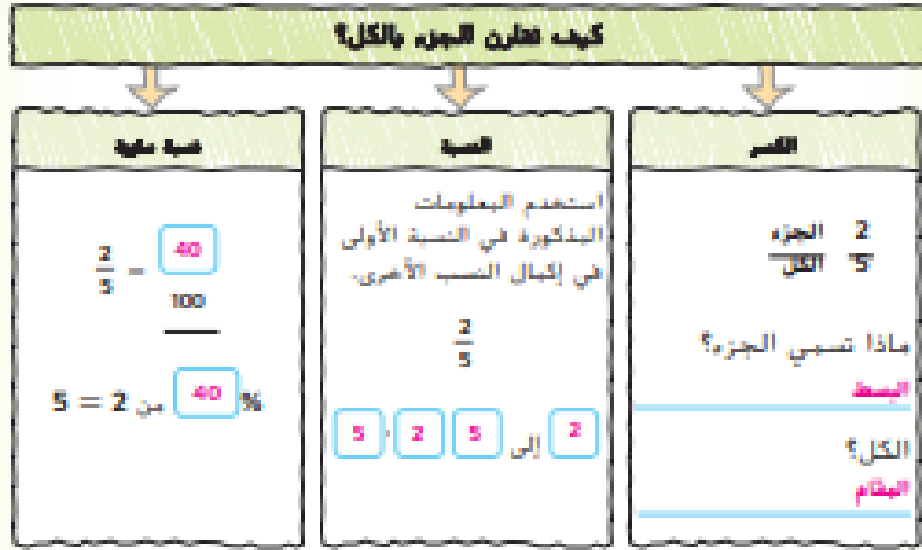 كيف تقارن الجزء بالكل؟
الكسر
2 الجزء
5 الكل
ماذا تسمي الجزء؟
البسط
الكل؟
المقام
النسبة
استخدم المعلومات
المذكورة في النسبة الأولى
في إكمال النسب الأخرى.
2
5
2 إلى 5 2 : 5
نسبة مئوية
2/5 = 40
100
%40 من 5 = 2